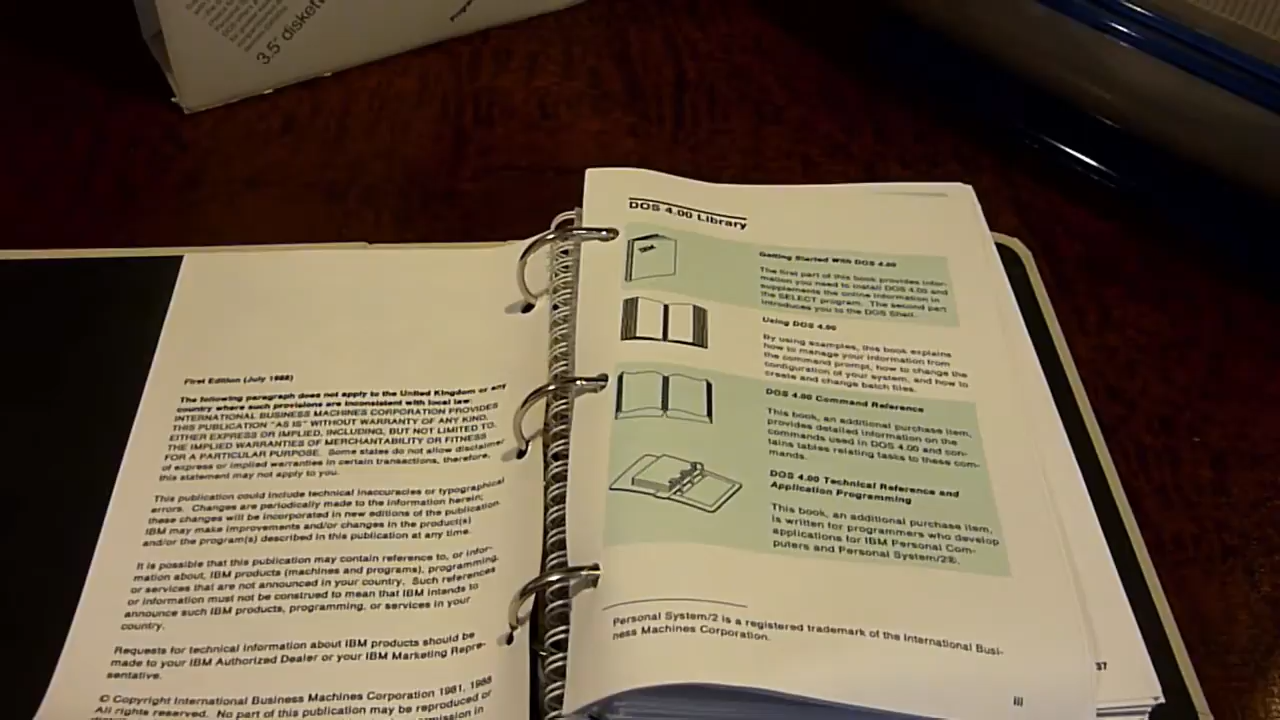 3.5" diskett
First Edition (July 1988)
The following paragraph does not apply to the United Kingdom or any
country where such provisions are inconsistent with local law:
INTERNATIONAL BUSINESS MACHINES CORPORATION PROVIDES
THIS PUBLICATION "AS IS" WITHOUT WARRANTY OF ANY KIND,
EITHER EXPRESS OR IMPLIED, INCLUDING, BUT NOT LIMITED TO,
THE IMPLIED WARRANTIES OF MERCHANTABILITY OR FITNESS
FOR A PARTICULAR PURPOSE. Some states do not allow disclaimer
of express or implied warranties in certain transactions, therefore,
this statement may not apply to you.
This publication could include technical inaccuracies or typographical
errors. Changes are periodically made to the information herein;
these changes will be incorporated in new editions of the publication.
IBM may make improvements and/or changes in the product(s)
and/or the program(s) described in this publication at any time.
It is possible that this publication may contain reference to, or infor-
mation about, IBM products (machines and programs), programming,
or services that are not announced in your country. Such references
or information must not be construed to mean that IBM intends to
announce such IBM products, programming, or services in your
country.
Requests for technical information about IBM products should be
made to your IBM Authorized Dealer or your IBM Marketing Repre-
sentative.
© Copyright International Business Machines Corporation 1981, 1988
All rights reserved. No part of this publication may be reproduced or
DOS 4.00 Library
Getting Started With DOS 4.00
The first part of this book provides infor-
mation you need to install DOS 4.00 and
supplements the online information in
the SELECT program. The second part
introduces you to the DOS Shell.
Using DOS 4.00
By using examples, this book explains
how to manage your information from
the command prompt, how to change the
configuration of your system, and how to
create and change batch files.
DOS 4.00 Command Reference
This book, an additional purchase item,
provides detailed information on the
commands used in DOS 4.00 and con-
tains tables relating tasks to these com-
mands.
DOS 4.00 Technical Reference and
Application Programming
This book, an additional purchase item,
is written for programmers who develop
applications for IBM Personal Com-
puters and Personal System/2®.
Personal System/2 is a registered trademark of the International Busi-
ness Machines Corporation.
iii
37